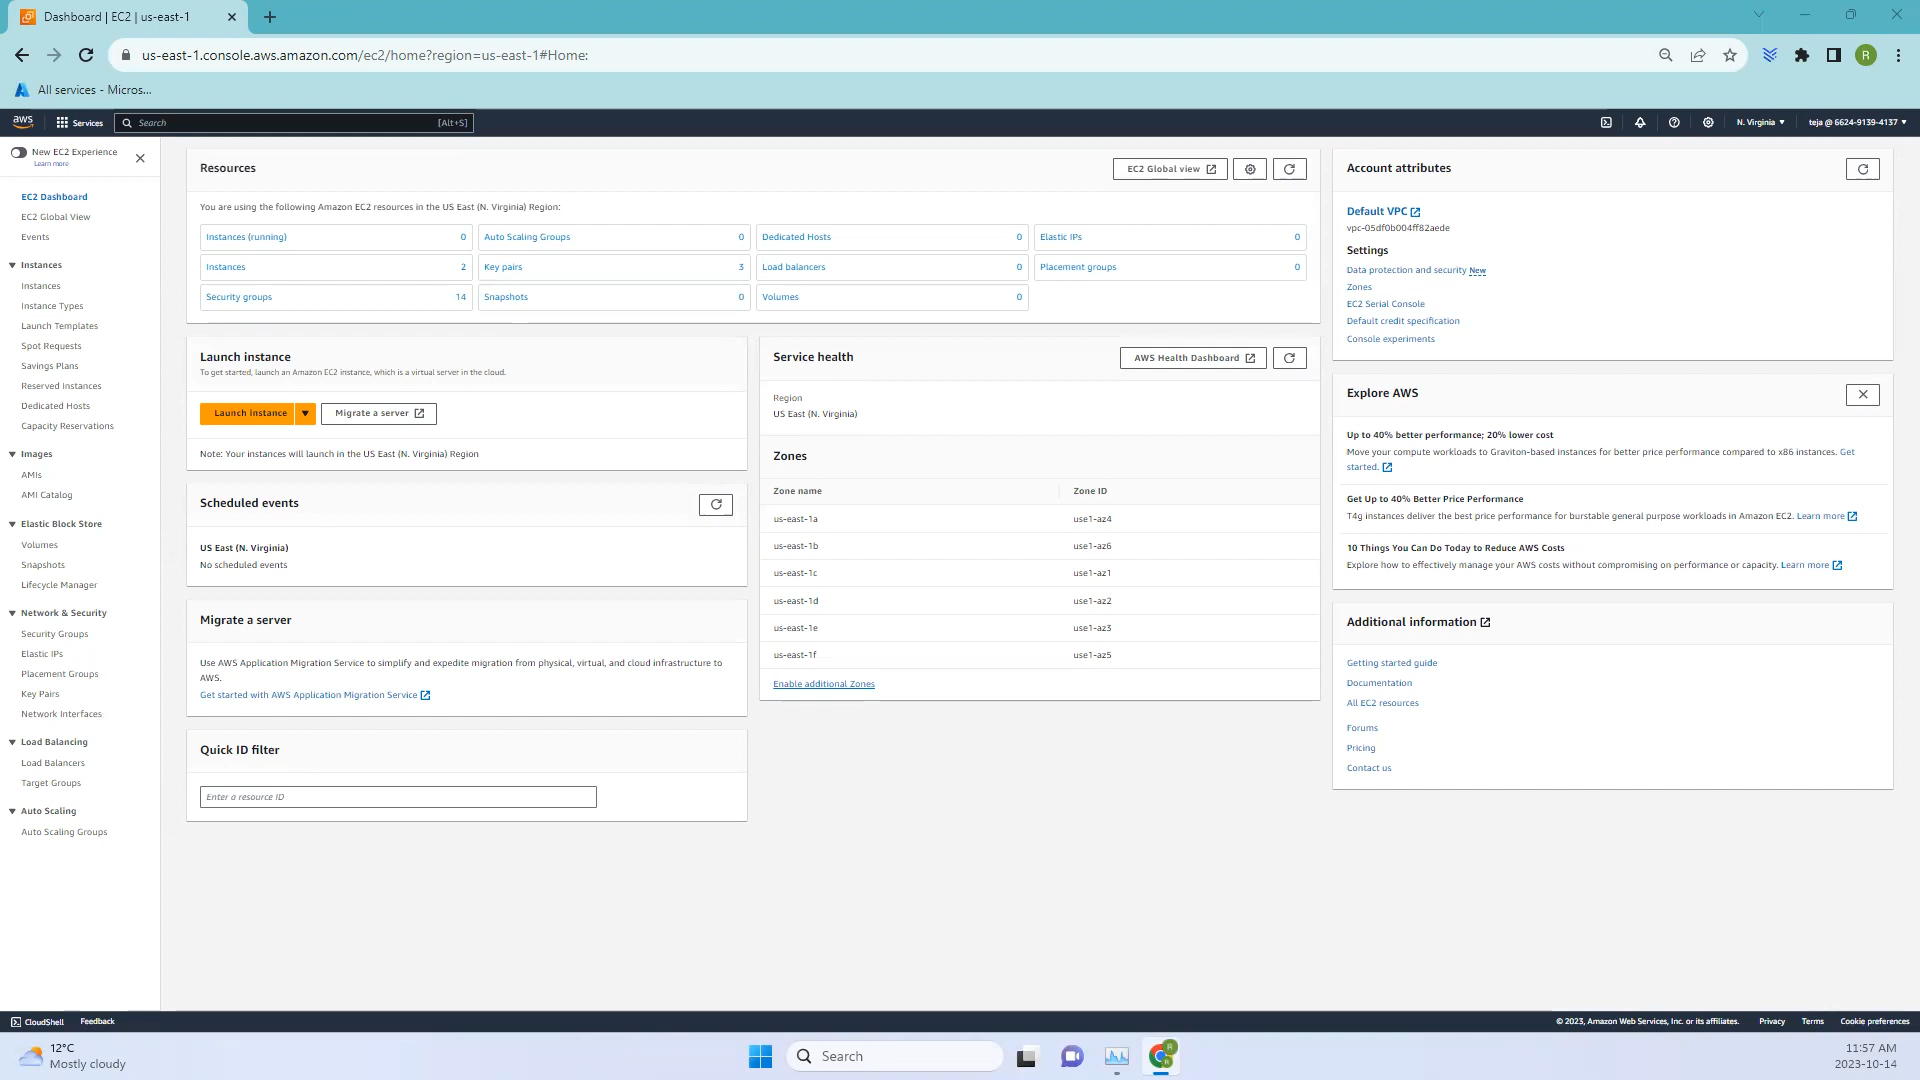 Dashboard | EC2 | us-east-1
us-east-1.console.aws.amazon.com/ec2/home?region=us-east-1#Home:
R
All services - Micros...
aws
Services
Search
[Alt+S]
N. Virginia
teja @ 6624-9139-4137
New EC2 Experience
Learn more
EC2 Dashboard
EC2 Global View
Events
Instances
Instances
Instance Types
Launch Templates
Spot Requests
Savings Plans
Reserved Instances
Dedicated Hosts
Capacity Reservations
Images
AMIs
AMI Catalog
Elastic Block Store
Volumes
Snapshots
Lifecycle Manager
Network & Security
Security Groups
Elastic IPs
Placement Groups
Key Pairs
Network Interfaces
Load Balancing
Load Balancers
Target Groups
Auto Scaling
Auto Scaling Groups
Resources
EC2 Global view
You are using the following Amazon EC2 resources in the US East (N. Virginia) Region:
Instances (running) 0
Auto Scaling Groups 0
Dedicated Hosts 0
Elastic IPs 0
Instances 2
Key pairs 3
Load balancers 0
Placement groups 0
Security groups 14
Snapshots 0
Volumes 0
Launch instance
To get started, launch an Amazon EC2 instance, which is a virtual server in the cloud.
Launch instance
Migrate a server
Note: Your instances will launch in the US East (N. Virginia) Region
Scheduled events
US East (N. Virginia)
No scheduled events
Migrate a server
Use AWS Application Migration Service to simplify and expedite migration from physical, virtual, and cloud infrastructure to
AWS.
Get started with AWS Application Migration Service
Quick ID filter
Enter a resource ID
Service health
AWS Health Dashboard
Region
US East (N. Virginia)
Zones
Zone name Zone ID
us-east-1a use1-az4
us-east-1b use1-az6
us-east-1c use1-az1
us-east-1d use1-az2
us-east-1e use1-az3
us-east-1f use1-az5
Enable additional Zones
Account attributes
Default VPC
vpc-05df0b004ff82aede
Settings
Data protection and security New
Zones
EC2 Serial Console
Default credit specification
Console experiments
Explore AWS
Up to 40% better performance; 20% lower cost
Move your compute workloads to Graviton-based instances for better price performance compared to x86 instances. Get
started.
Get Up to 40% Better Price Performance
T4g instances deliver the best price performance for burstable general purpose workloads in Amazon EC2. Learn more
10 Things You Can Do Today to Reduce AWS Costs
Explore how to effectively manage your AWS costs without compromising on performance or capacity. Learn more
Additional information
Getting started guide
Documentation
All EC2 resources
Forums
Pricing
Contact us
CloudShell
Feedback
© 2023, Amazon Web Services, Inc. or its affiliates.
Privacy
Terms
Cookie preferences
12°C
Mostly cloudy
Search
11:57 AM
2023-10-14